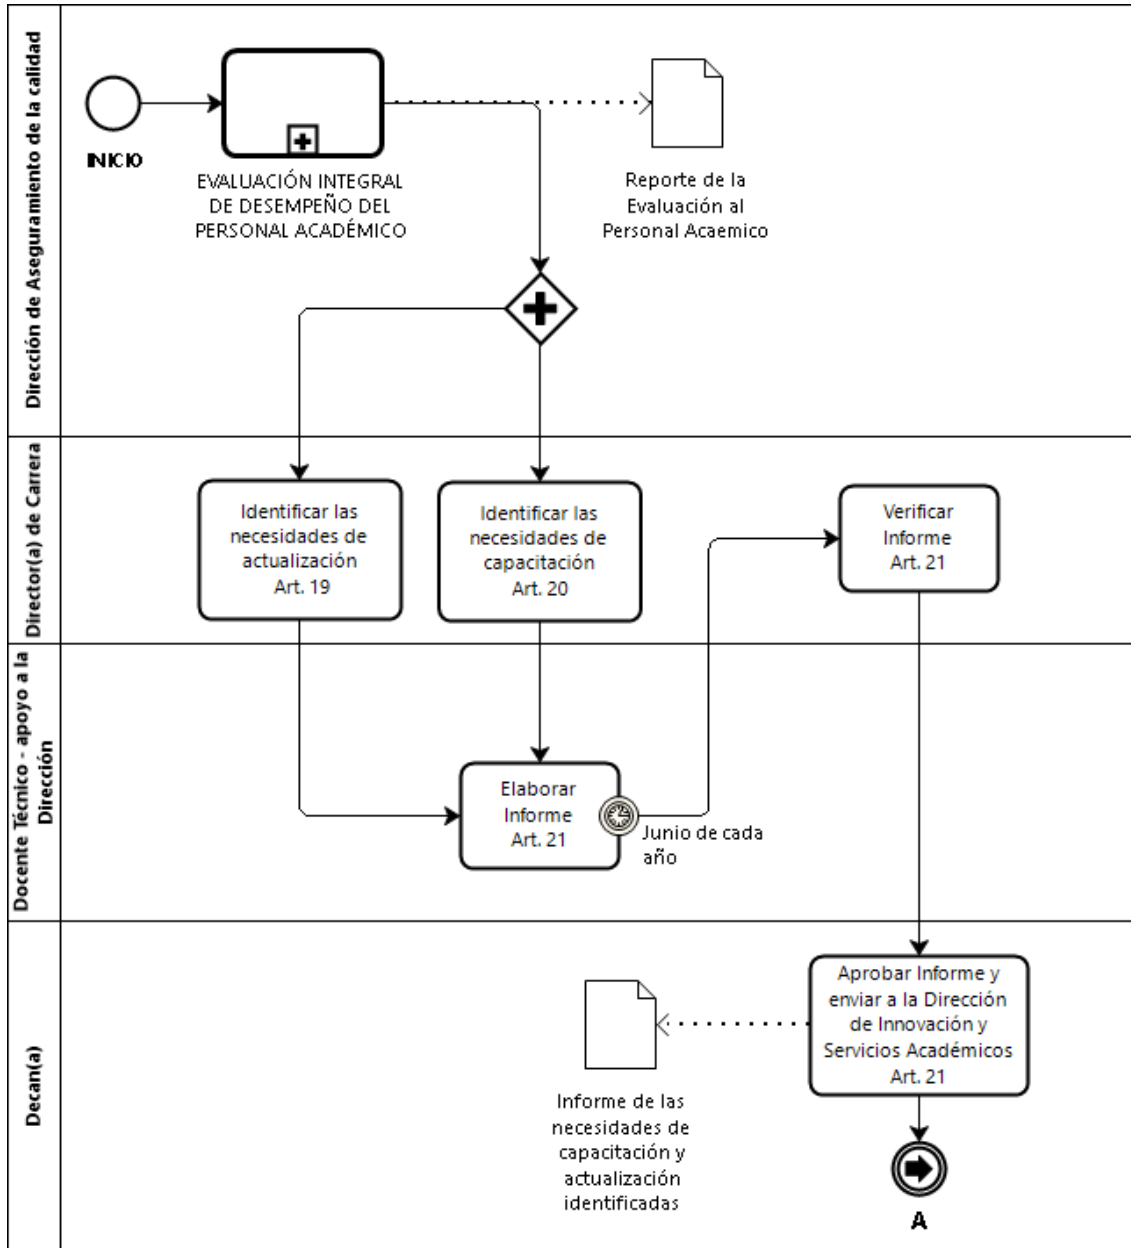 Dirección de Aseguramiento de la calidad
INICIO
EVALUACIÓN INTEGRAL
DE DESEMPEÑO DEL
PERSONAL ACADÉMICO
Reporte de la
Evaluación al
Personal Acaemico
Director(a) de Carrera
Identificar las
necesidades de
actualización
Art. 19
Identificar las
necesidades de
capacitación
Art. 20
Verificar
Informe
Art. 21
Docente Técnico - apoyo a la
Dirección
Elaborar
Informe
Art. 21
Junio de cada
año
Decan(a)
Aprobar Informe y
enviar a la Dirección
de Innovación y
Servicios Académicos
Art. 21
Informe de las
necesidades de
capacitación y
actualización
identificadas
A